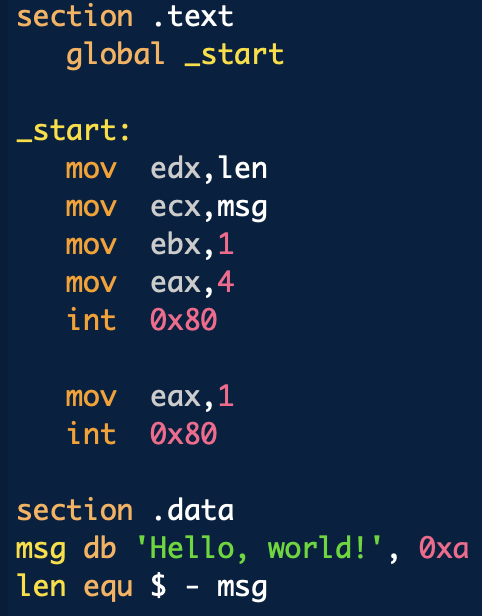 section .text
   global _start

_start:
   mov  edx,len
   mov  ecx,msg
   mov  ebx,1
   mov  eax,4
   int  0x80

   mov  eax,1
   int  0x80

section .data
msg db 'Hello, world!', 0xa
len equ $ - msg